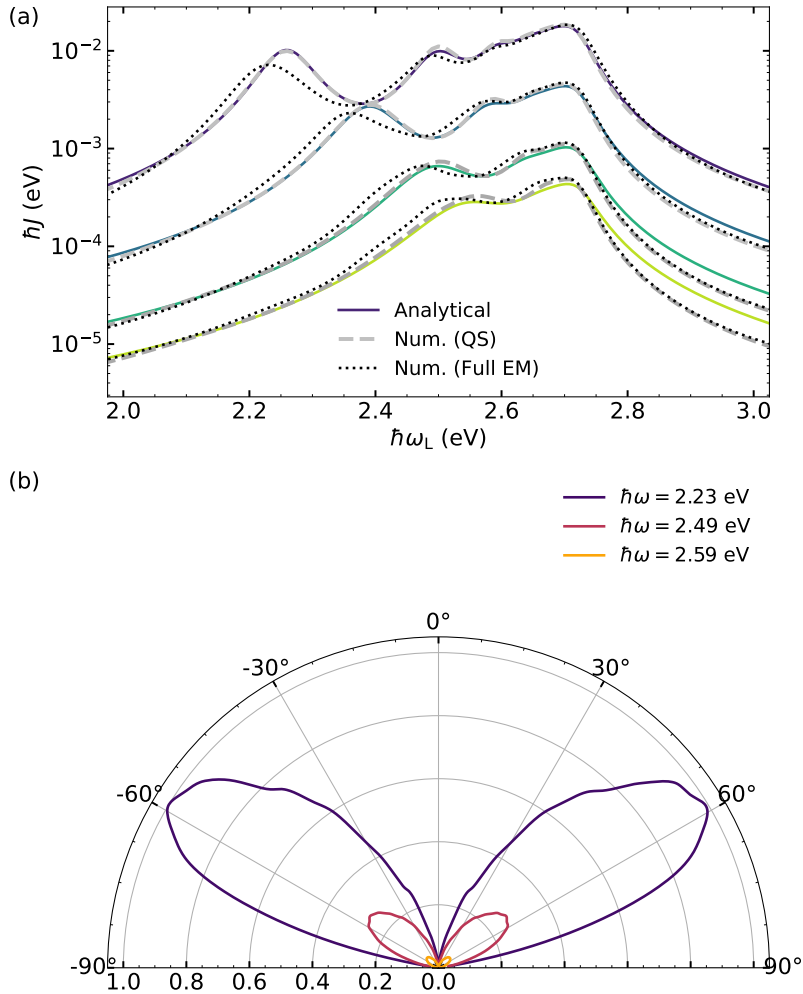 (a)
10⁻²
10⁻³
10⁻⁴
10⁻⁵
ħJ (eV)
Analytical
Num. (QS)
Num. (Full EM)
2.0 2.2 2.4 2.6 2.8 3.0
ħω_L (eV)
(b)
ħω = 2.23 eV
ħω = 2.49 eV
ħω = 2.59 eV
0°
-30° 30°
-60° 60°
-90° 90°
1.0 0.8 0.6 0.4 0.2 0.0